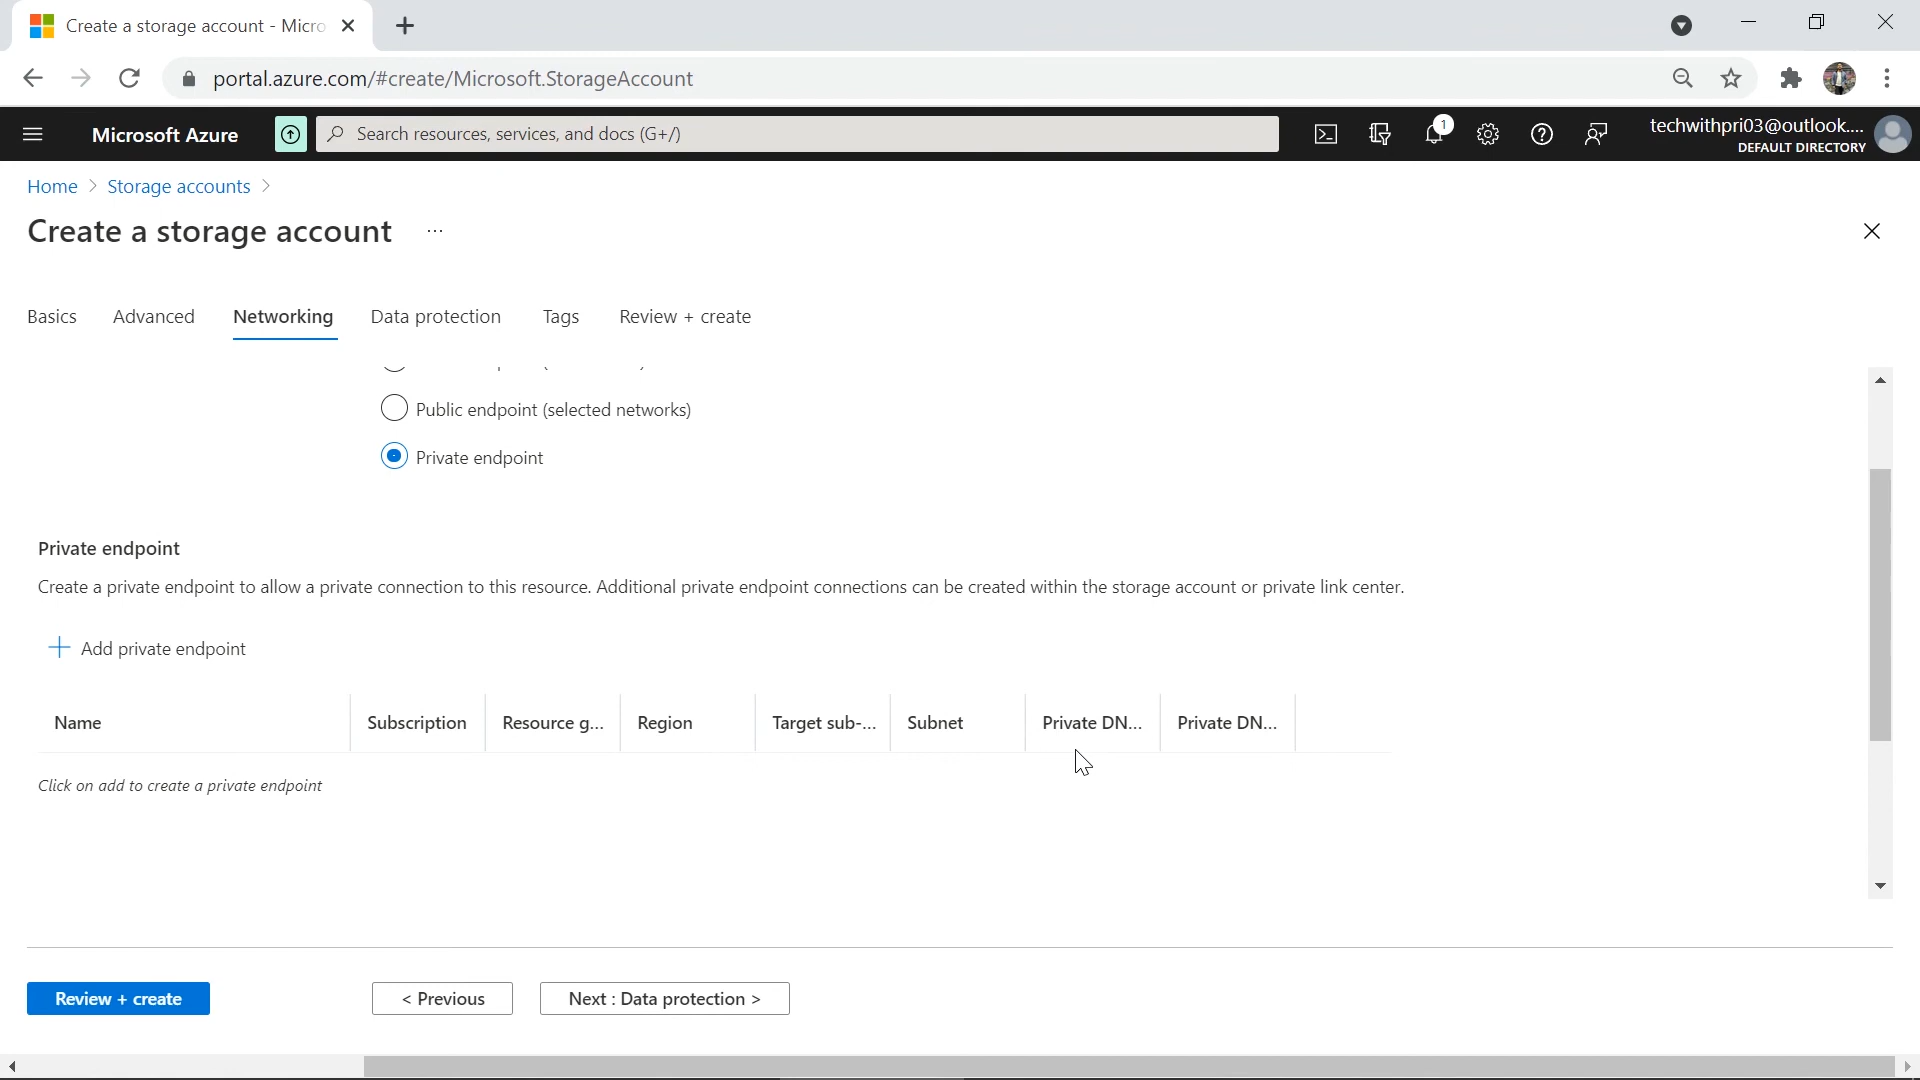 Create a storage account - Micro
portal.azure.com/#create/Microsoft.StorageAccount
Microsoft Azure
Search resources, services, and docs (G+/)
1
techwithpri03@outlook....
DEFAULT DIRECTORY
Home > Storage accounts >
Create a storage account ...
Basics Advanced Networking Data protection Tags Review + create
Public endpoint (selected networks)
Private endpoint
Private endpoint
Create a private endpoint to allow a private connection to this resource. Additional private endpoint connections can be created within the storage account or private link center.
+ Add private endpoint
Name Subscription Resource g... Region Target sub-... Subnet Private DN... Private DN...
Click on add to create a private endpoint
Review + create < Previous Next : Data protection >